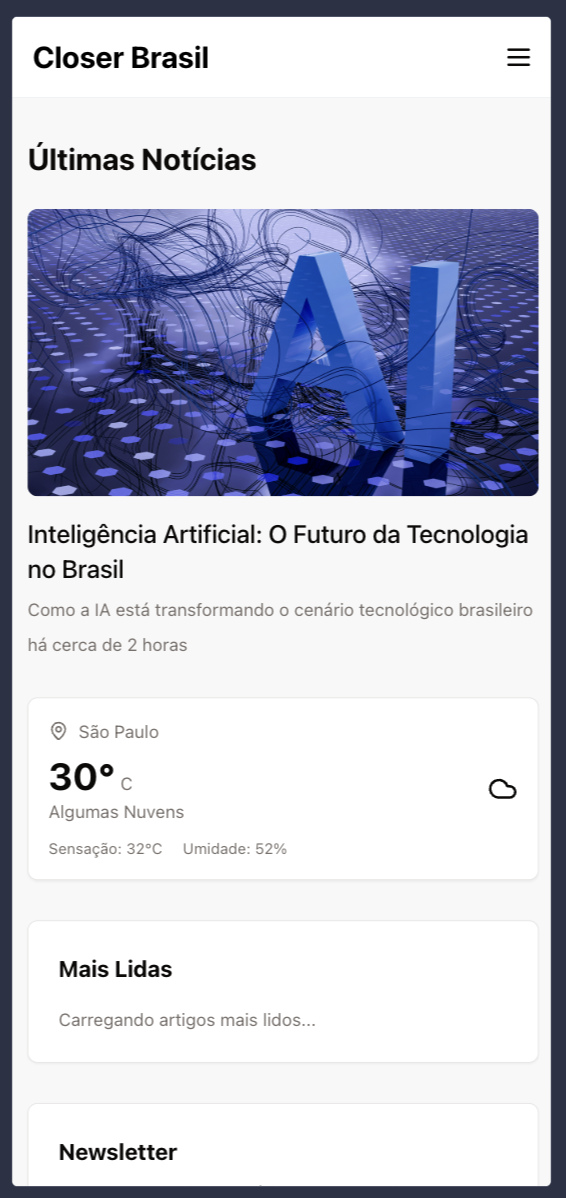 Closer Brasil
Últimas Notícias
AI
Inteligência Artificial: O Futuro da Tecnologia
no Brasil
Como a IA está transformando o cenário tecnológico brasileiro
há cerca de 2 horas
São Paulo
30° C
Algumas Nuvens
Sensação: 32°C Umidade: 52%
Mais Lidas
Carregando artigos mais lidos...
Newsletter